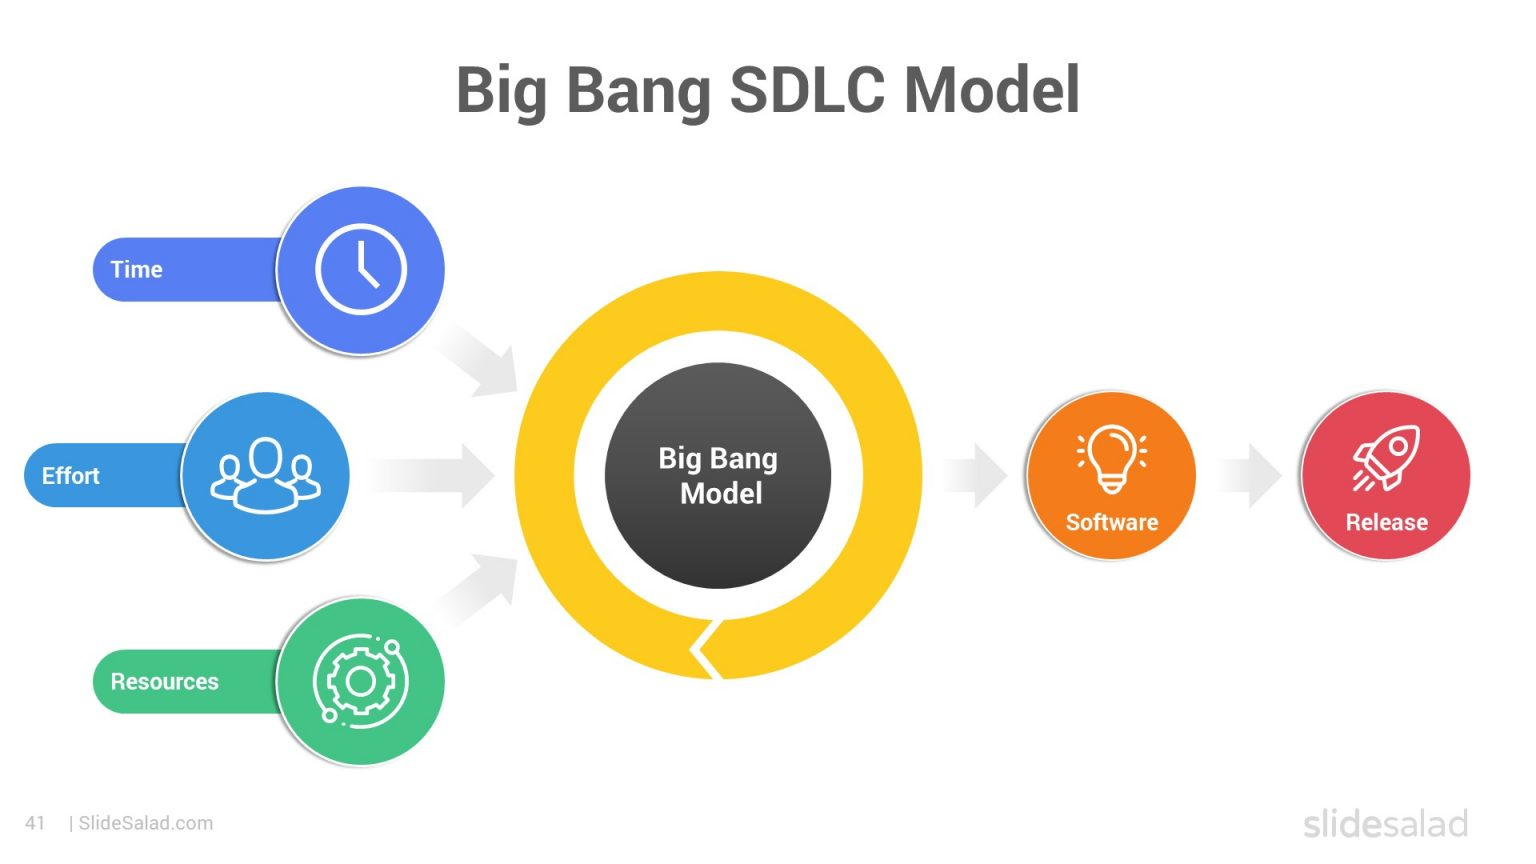 Big Bang SDLC Model
Time
Effort
Resources
Big Bang
Model
Software
Release
41 | SlideSalad.com
slidesalad